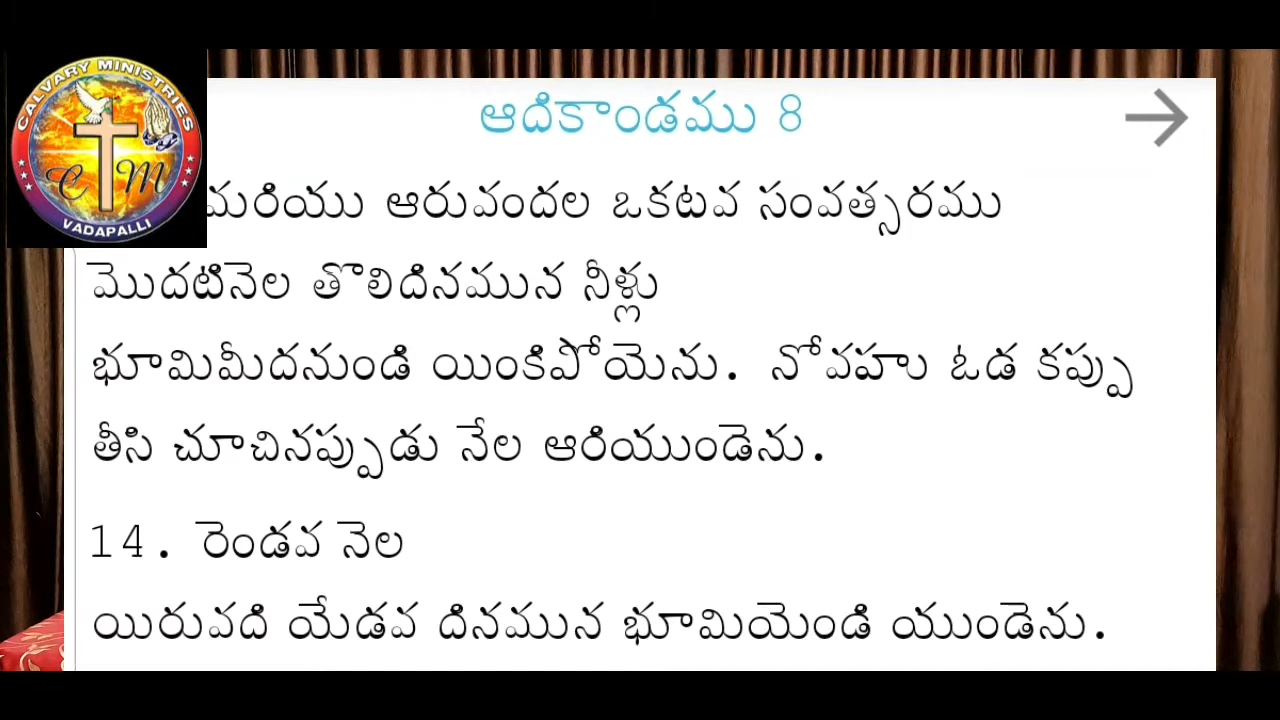 CALVARY MINISTRIES
C M
VADAPALLI
ఆదికాండము 8
మరియు ఆరువందల ఒకటవ సంవత్సరము
మొదటినెల తొలిదినమున నీళ్లు
భూమిమీదనుండి యింకిపోయెను. నోవహు ఓడ కప్పు
తీసి చూచినప్పుడు నేల ఆరియుండెను.
14. రెండవ నెల
యిరువది యేడవ దినమున భూమియెండి యుండెను.